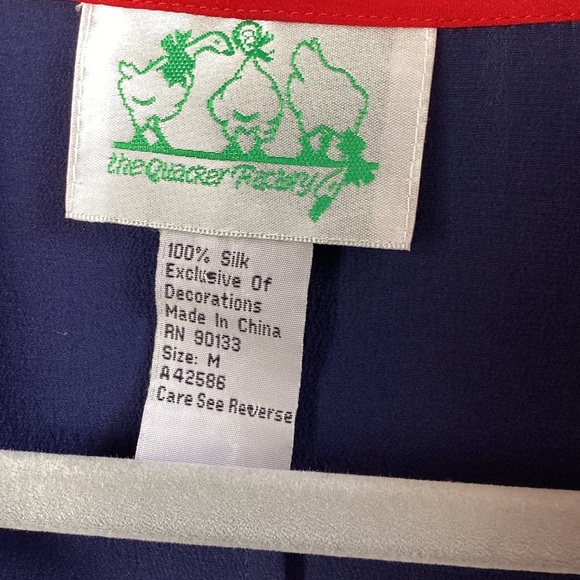 the Quacker Factory
100% Silk
Exclusive Of
Decorations
Made In China
RN 90133
Size: M
A42586
Care See Reverse